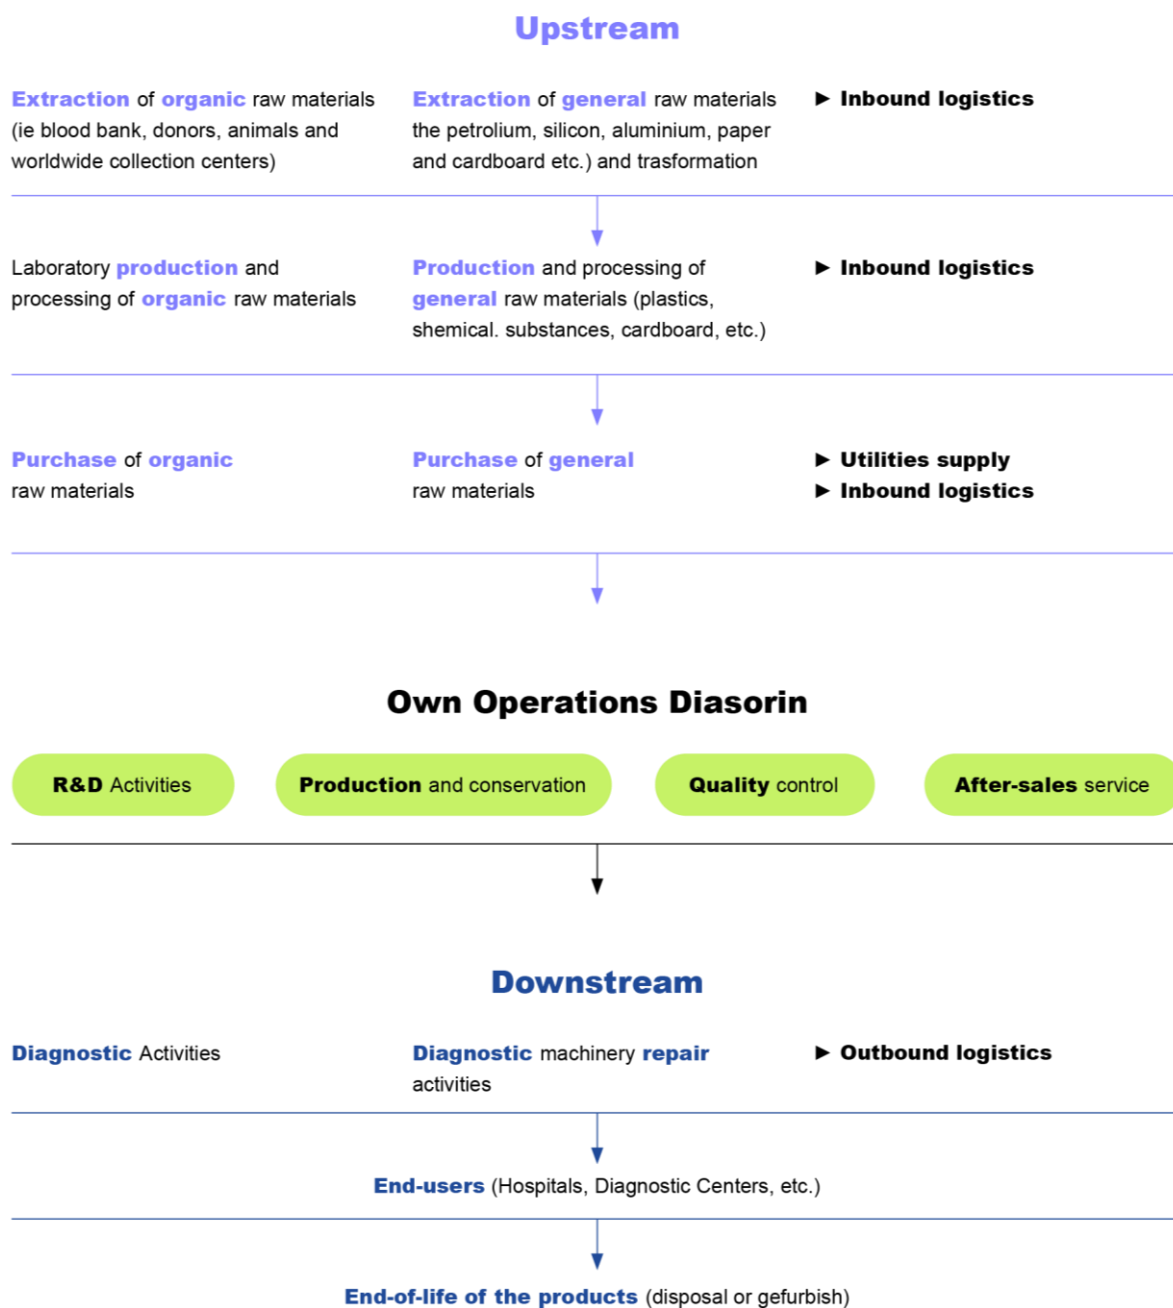 Upstream
Extraction of organic raw materials
(ie blood bank, donors, animals and
worldwide collection centers)
Extraction of general raw materials
the petrolium, silicon, aluminium, paper
and cardboard etc.) and trasformation
► Inbound logistics
Laboratory production and
processing of organic raw materials
Production and processing of
general raw materials (plastics,
shemical. substances, cardboard, etc.)
► Inbound logistics
Purchase of organic
raw materials
Purchase of general
raw materials
► Utilities supply
► Inbound logistics
Own Operations Diasorin
R&D Activities
Production and conservation
Quality control
After-sales service
Downstream
Diagnostic Activities
Diagnostic machinery repair
activities
► Outbound logistics
End-users (Hospitals, Diagnostic Centers, etc.)
End-of-life of the products (disposal or gefurbish)